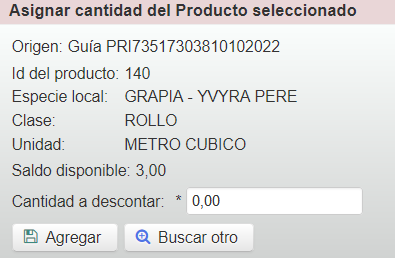 Asignar cantidad del Producto seleccionado
Origen: Guía PRI73517303810102022
Id del producto: 140
Especie local: GRAPIA - YVYRA PERE
Clase: ROLLO
Unidad: METRO CUBICO
Saldo disponible: 3,00
Cantidad a descontar: * 0,00
Agregar Buscar otro